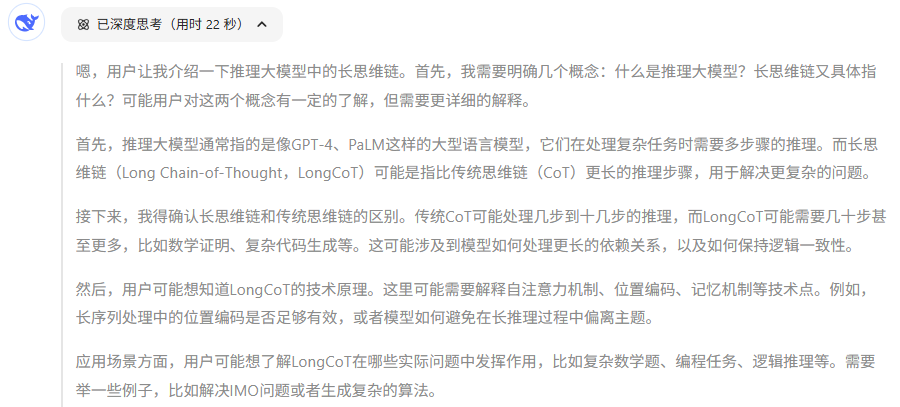 已深度思考（用时 22 秒）
嗯，用户让我介绍一下推理大模型中的长思维链。首先，我需要明确几个概念：什么是推理大模型？长思维链又具体指
什么？可能用户对这两个概念有一定的了解，但需要更详细的解释。
首先，推理大模型通常指的是像GPT-4、PaLM这样的大型语言模型，它们在处理复杂任务时需要多步骤的推理。而长思
维链（Long Chain-of-Thought，LongCoT）可能是指比传统思维链（CoT）更长的推理步骤，用于解决更复杂的问题。
接下来，我得确认长思维链和传统思维链的区别。传统CoT可能处理几步到十几步的推理，而LongCoT可能需要几十步甚
至更多，比如数学证明、复杂代码生成等。这可能涉及到模型如何处理更长的依赖关系，以及如何保持逻辑一致性。
然后，用户可能想知道LongCoT的技术原理。这里可能需要解释自注意力机制、位置编码、记忆机制等技术点。例如，
长序列处理中的位置编码是否足够有效，或者模型如何避免在长推理过程中偏离主题。
应用场景方面，用户可能想了解LongCoT在哪些实际问题中发挥作用，比如复杂数学题、编程任务、逻辑推理等。需要
举一些例子，比如解决IMO问题或者生成复杂的算法。